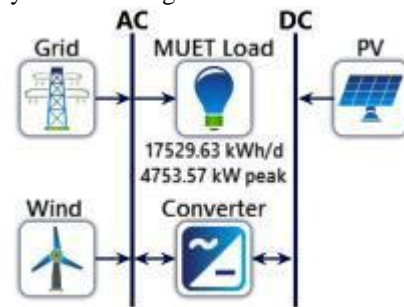 AC DC
Grid MUET Load PV
17529.63 kWh/d
4753.57 kW peak
Wind Converter